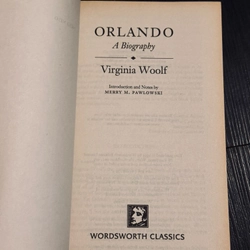 ORLANDO
A Biography
Virginia Woolf
Introduction and Notes by
MERRY M. PAWLOWSKI
WORDSWORTH CLASSICS